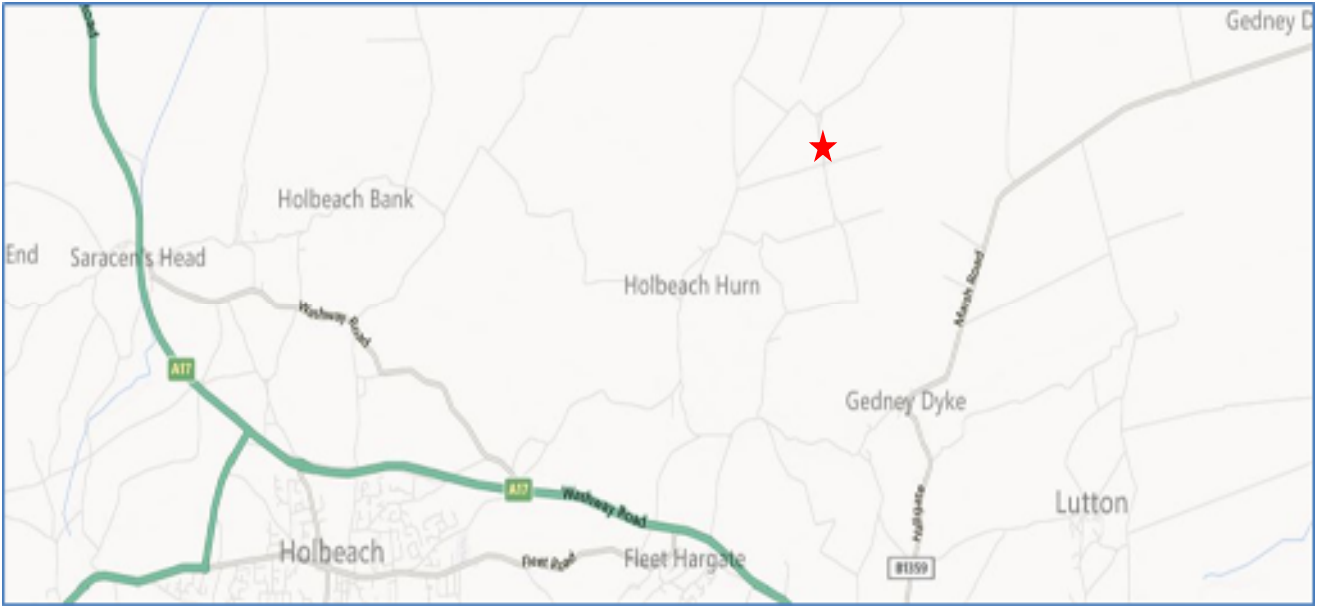 Road
Gedney D
Holbeach Bank
End
Saracen's Head
Marsh Road
Holbeach Hurn
Washway Road
A17
Gedney Dyke
A17
Washway Road
Lutton
Hallgate
Holbeach
Fleet Road
Fleet Hargate
B1359